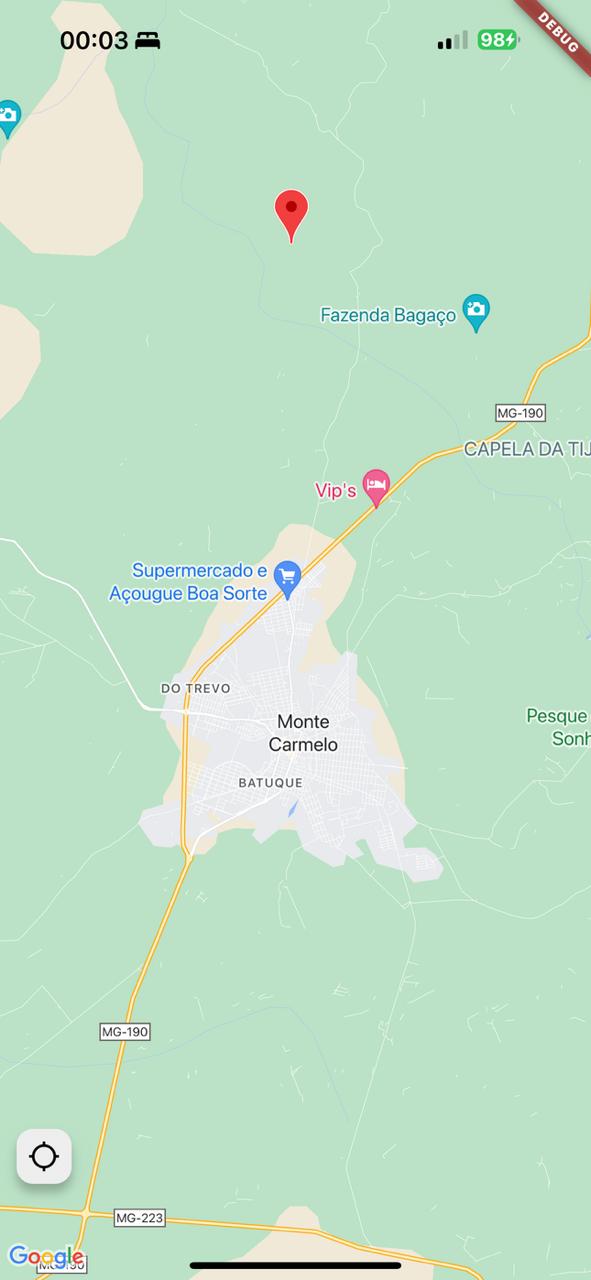 00:03
98
DEBUG
Fazenda Bagaço
MG-190
CAPELA DA TIJ
Vip's
Supermercado e
Açougue Boa Sorte
DO TREVO
Monte
Carmelo
Pesque
Sonh
BATUQUE
MG-190
MG-223
Google
MG-190